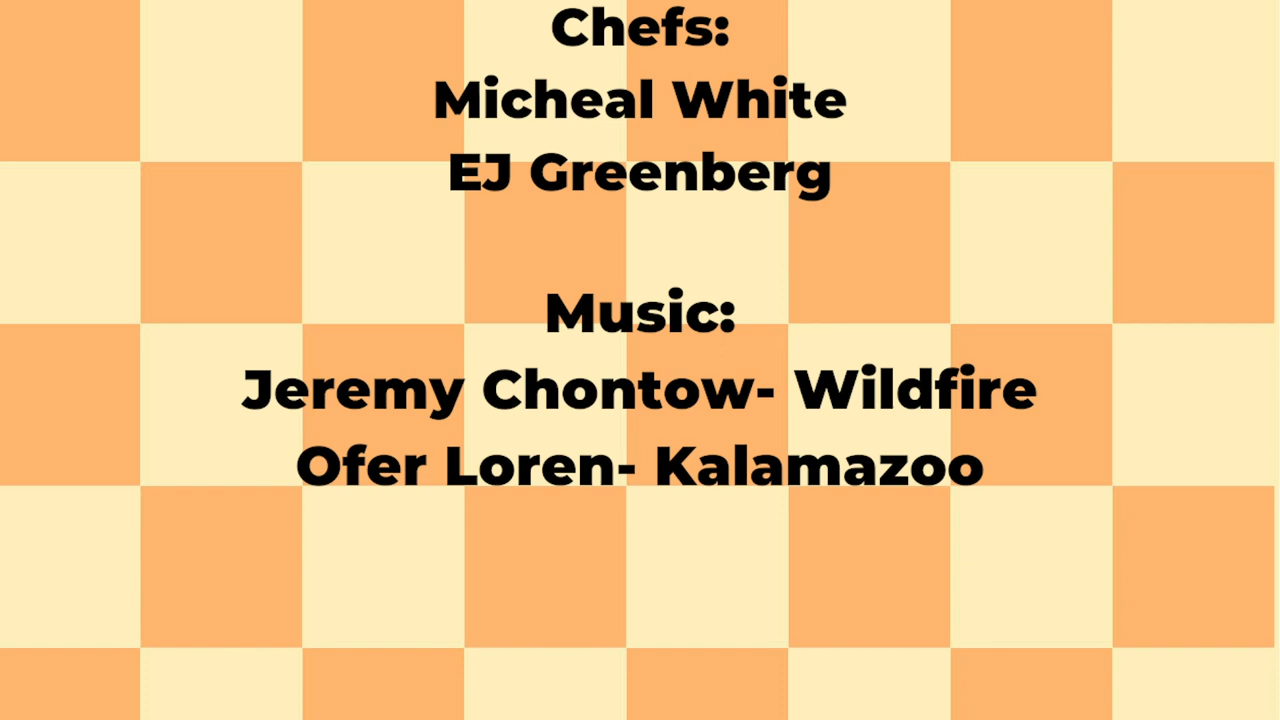 Chefs:
Micheal White
EJ Greenberg
Music:
Jeremy Chontow- Wildfire
Ofer Loren- Kalamazoo